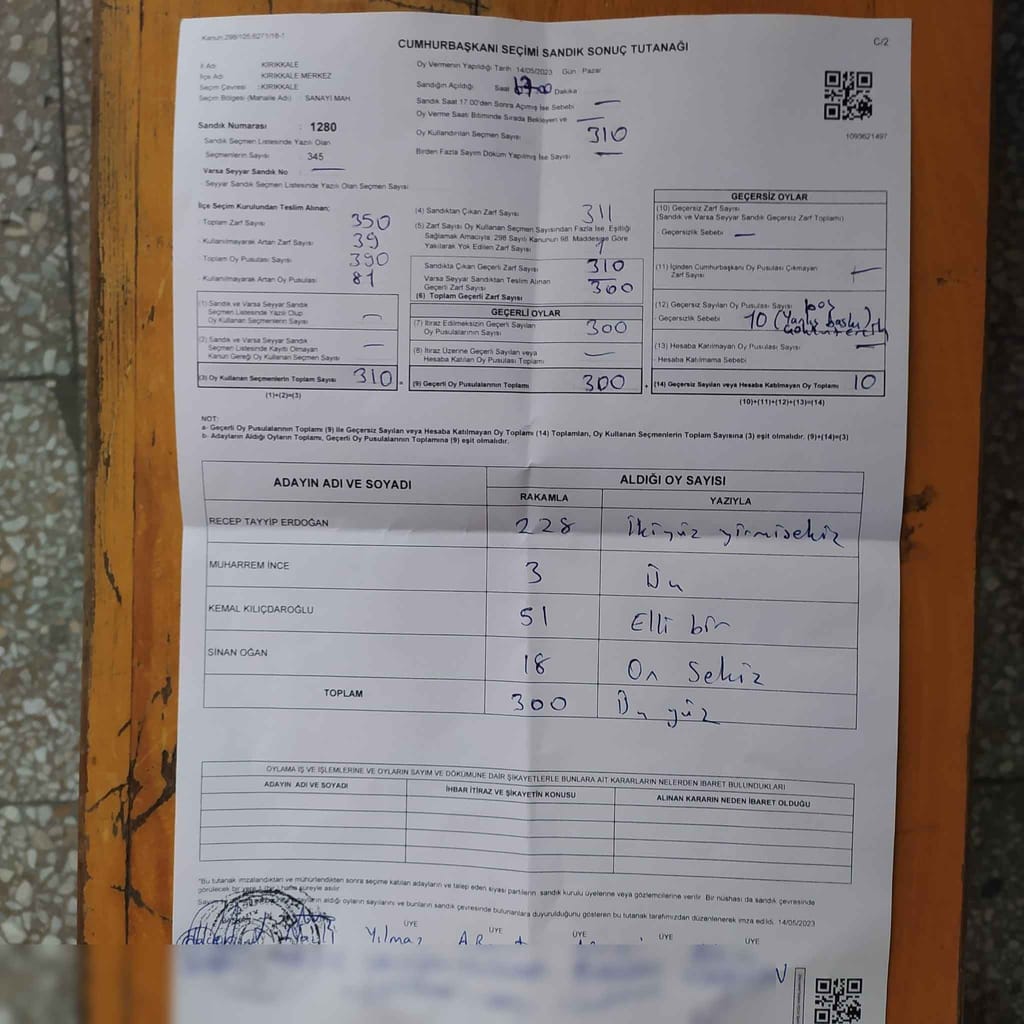 Kanun:298/105;6271/18-1
CUMHURBAŞKANI SEÇİMİ SANDIK SONUÇ TUTANAĞI
C/2
İl Adı : KIRIKKALE
İlçe Adı : KIRIKKALE MERKEZ
Seçim Çevresi : KIRIKKALE
Seçim Bölgesi (Mahalle Adı) : SANAYİ MAH.
Sandık Numarası : 1280
Sandık Seçmen Listesinde Yazılı Olan
Seçmenlerin Sayısı 345
Varsa Seyyar Sandık No :
Seyyar Sandık Seçmen Listesinde Yazılı Olan Seçmen Sayısı
Oy Vermenin Yapıldığı Tarih :14/05/2023 Gün : Pazar
Sandığın Açıldığı Saat 17.00 Dakika
Sandık Saat 17.00'den Sonra Açmış İse Sebebi
Oy Verme Saati Bitiminde Sırada Bekleyen ve
Oy Kullandırılan Seçmen Sayısı 310
Birden Fazla Sayım Döküm Yapılmış İse Sayısı
1093621497
İlçe Seçim Kurulundan Teslim Alınan;
Toplam Zarf Sayısı 350
Kullanılmayarak Artan Zarf Sayısı 39
Toplam Oy Pusulası Sayısı 390
Kullanılmayarak Artan Oy Pusulası 81
(1) Sandık ve Varsa Seyyar Sandık
Seçmen Listesinde Yazılı Olup
Oy Kullanan Seçmenlerin Sayısı
(2) Sandık ve Varsa Seyyar Sandık
Seçmen Listesinde Kayıtlı Olmayan
Kanun Gereği Oy Kullanan Seçmen Sayısı
(3) Oy Kullanan Seçmenlerin Toplam Sayısı 310
(1)+(2)=(3)
(4) Sandıktan Çıkan Zarf Sayısı 311
(5) Zarf Sayısı Oy Kullanan Seçmen Sayısından Fazla İse, Eşitliği
Sağlamak Amacıyla, 298 Sayılı Kanunun 98. Maddesine Göre
Yakılarak Yok Edilen Zarf Sayısı 1
Sandıkta Çıkan Geçerli Zarf Sayısı 310
Varsa Seyyar Sandıktan Teslim Alınan
Geçerli Zarf Sayısı 300
(6) Toplam Geçerli Zarf Sayısı
GEÇERLİ OYLAR
(7) İtiraz Edilmeksizin Geçerli Sayılan
Oy Pusulalarının Sayısı 300
(8) İtiraz Üzerine Geçerli Sayılan veya
Hesaba Katılan Oy Pusulası Toplamı
(9) Geçerli Oy Pusulalarının Toplamı 300
GEÇERSİZ OYLAR
(10) Geçersiz Zarf Sayısı
(Sandık ve Varsa Seyyar Sandık Geçersiz Zarf Toplamı)
Geçersizlik Sebebi
(11) İçinden Cumhurbaşkanı Oy Pusulası Çıkmayan
Zarf Sayısı
(12) Geçersiz Sayılan Oy Pusulası Sayısı boş
Geçersizlik Sebebi 10
(13) Hesaba Katılmayan Oy Pusulası Sayısı
Hesaba Katılmama Sebebi
(14) Geçersiz Sayılan veya Hesaba Katılmayan Oy Toplamı 10
(10)+(11)+(12)+(13)=(14)
NOT:
a- Geçerli Oy Pusulalarının Toplamı (9) ile Geçersiz Sayılan veya Hesaba Katılmayan Oy Toplamı (14) Toplamları, Oy Kullanan Seçmenlerin Toplam Sayısına (3) eşit olmalıdır. (9)+(14)=(3)
b- Adayların Aldığı Oyların Toplamı, Geçerli Oy Pusulalarının Toplamına (9) eşit olmalıdır.
ADAYIN ADI VE SOYADI ALDIĞI OY SAYISI
RAKAMLA YAZIYLA
RECEP TAYYİP ERDOĞAN 228 İkiyüz yirmisekiz
MUHARREM İNCE 3 Üç
KEMAL KILIÇDAROĞLU 51 Elli bir
SİNAN OĞAN 18 On Sekiz
TOPLAM 300 Üç yüz
OYLAMA İŞ VE İŞLEMLERİNE VE OYLARIN SAYIM VE DÖKÜMÜNE DAİR ŞİKAYETLERLE BUNLARA AİT KARARLARIN NELERDEN İBARET BULUNDUKLARI
ADAYIN ADI VE SOYADI İHBAR İTİRAZ VE ŞİKAYETİN KONUSU ALINAN KARARIN NEDEN İBARET OLDUĞU
"Bu tutanak imzalandıktan ve mühürlendikten sonra seçime katılan adayların ve talep eden siyasi partilerin, sandık kurulu üyelerine veya gözlemcilerine verilir. Bir nüshası da sandık çevresinde
görülecek bir yere 1 (bir) hafta süreyle asılır.
aldığı oyların sayılarını ve bunların sandık çevresinde bulunanlara duyurulduğunu gösteren bu tutanak tarafımızdan düzenlenerek imza edildi. 14/05/2023
ÜYE ÜYE ÜYE ÜYE ÜYE
Yılmaz